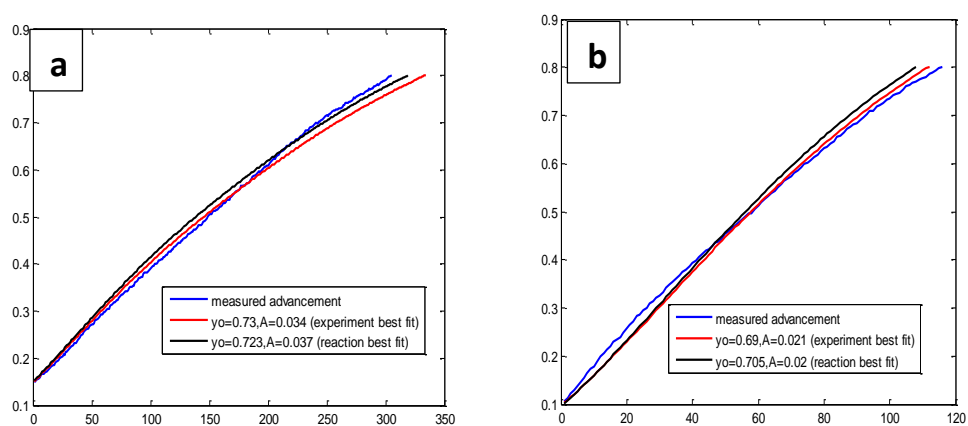 a
0.9
0.8
0.7
0.6
0.5
0.4
0.3
0.2
0.1
0 50 100 150 200 250 300 350
measured advancement
yo=0.73,A=0.034 (experiment best fit)
yo=0.723,A=0.037 (reaction best fit)
b
0.9
0.8
0.7
0.6
0.5
0.4
0.3
0.2
0.1
0 20 40 60 80 100 120
measured advancement
yo=0.69,A=0.021 (experiment best fit)
yo=0.705,A=0.02 (reaction best fit)